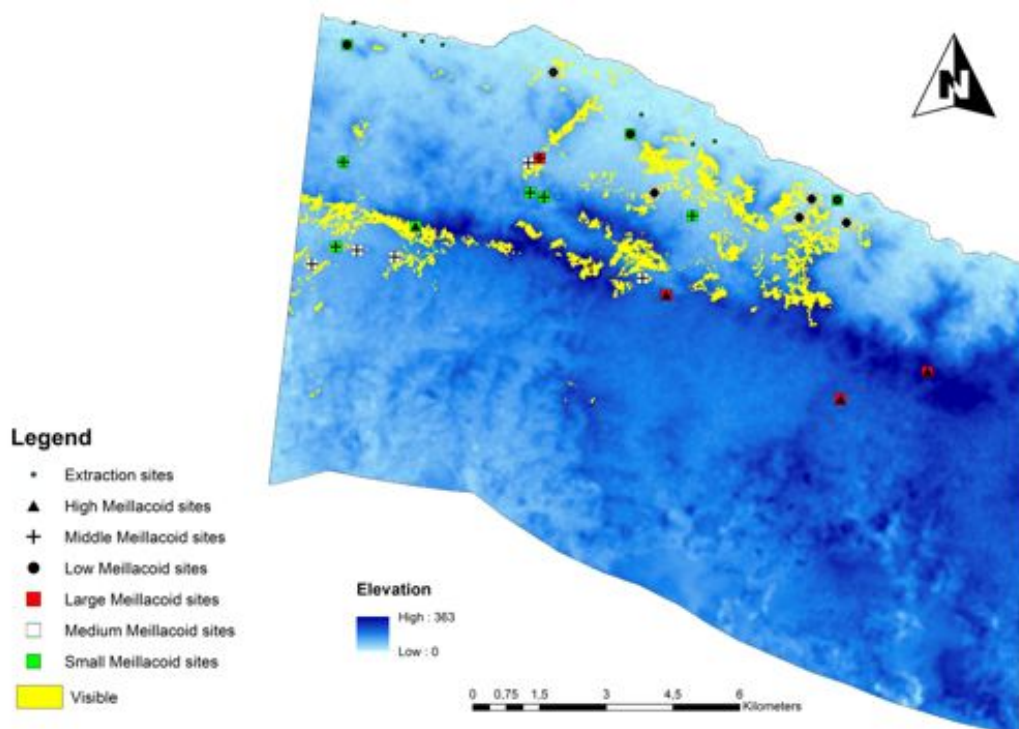 N
Legend
Extraction sites
High Meillacoid sites
Middle Meillacoid sites
Low Meillacoid sites
Large Meillacoid sites
Medium Meillacoid sites
Small Meillacoid sites
Visible
Elevation
High : 363
Low : 0
0 0,75 1,5 3 4,5 6
Kilometers